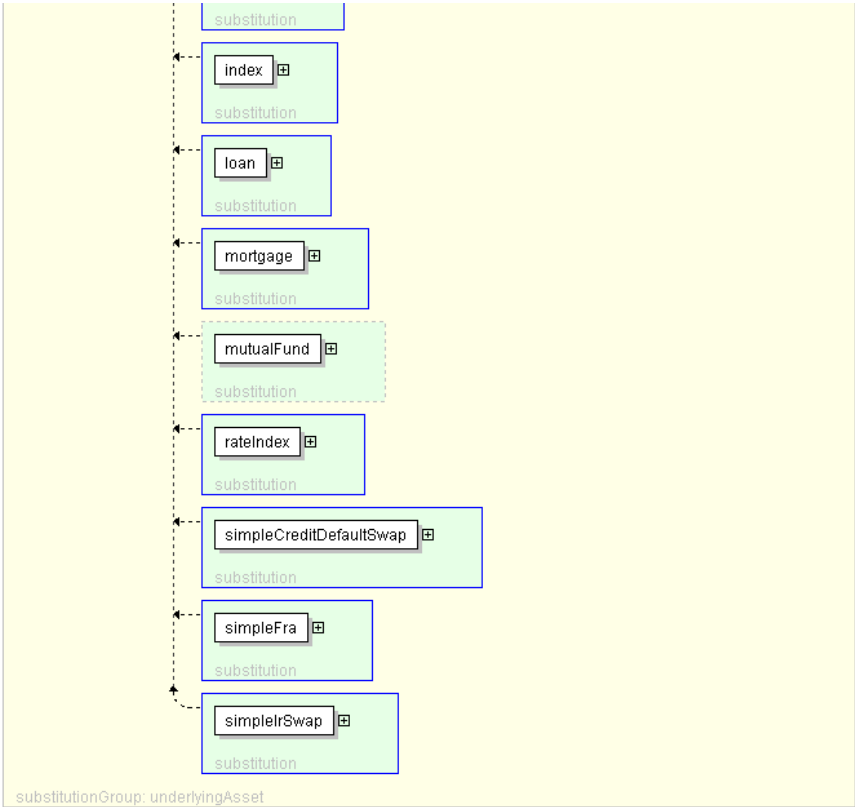 substitution
index
substitution
loan
substitution
mortgage
substitution
mutualFund
substitution
rateIndex
substitution
simpleCreditDefaultSwap
substitution
simpleFra
substitution
simpleIrSwap
substitution
substitutionGroup: underlyingAsset